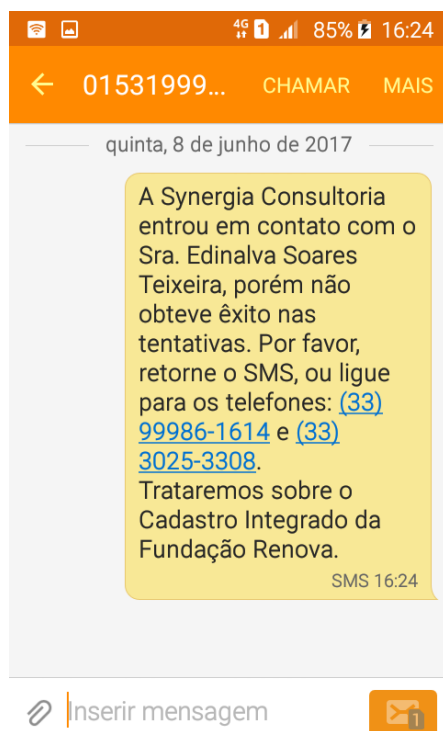 4G 1 85% 16:24
01531999... CHAMAR MAIS
quinta, 8 de junho de 2017
A Synergia Consultoria
entrou em contato com o
Sra. Edinalva Soares
Teixeira, porém não
obteve êxito nas
tentativas. Por favor,
retorne o SMS, ou ligue
para os telefones: (33)
99986-1614 e (33)
3025-3308.
Trataremos sobre o
Cadastro Integrado da
Fundação Renova.
SMS 16:24
Inserir mensagem
1